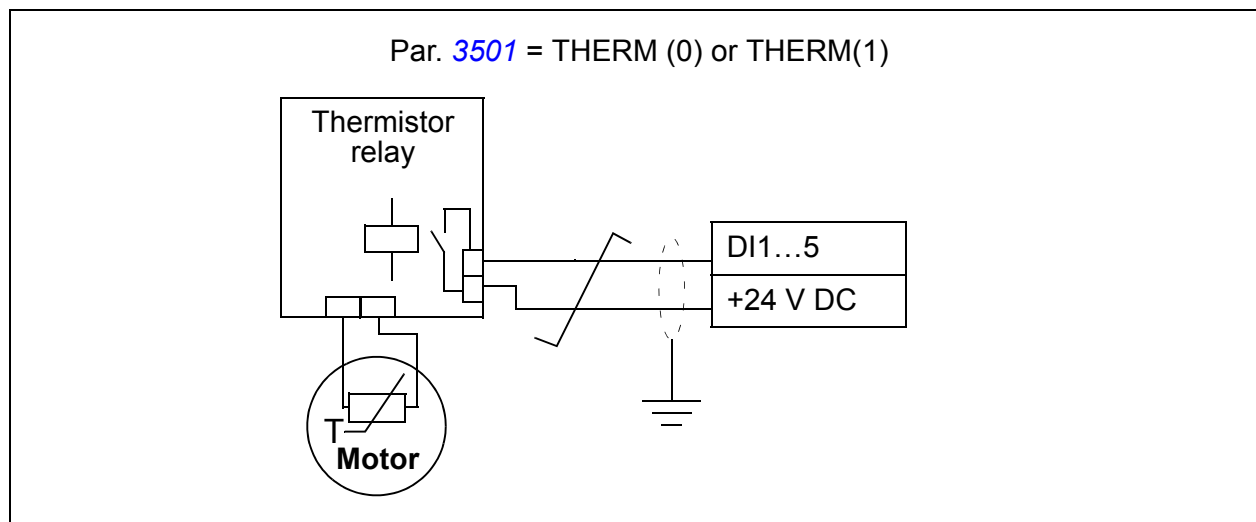 Par. 3501 = THERM (0) or THERM(1)
Thermistor
relay
DI1…5
+24 V DC
T
Motor